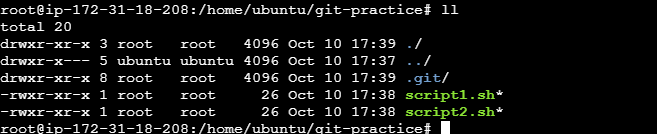 root@ip-172-31-18-208:/home/ubuntu/git-practice# ll
total 20
drwxr-xr-x 3 root   root   4096 Oct 10 17:39 ./
drwxr-x--- 5 ubuntu ubuntu 4096 Oct 10 17:37 ../
drwxr-xr-x 8 root   root   4096 Oct 10 17:39 .git/
-rwxr-xr-x 1 root   root     26 Oct 10 17:38 script1.sh*
-rwxr-xr-x 1 root   root     26 Oct 10 17:38 script2.sh*
root@ip-172-31-18-208:/home/ubuntu/git-practice#